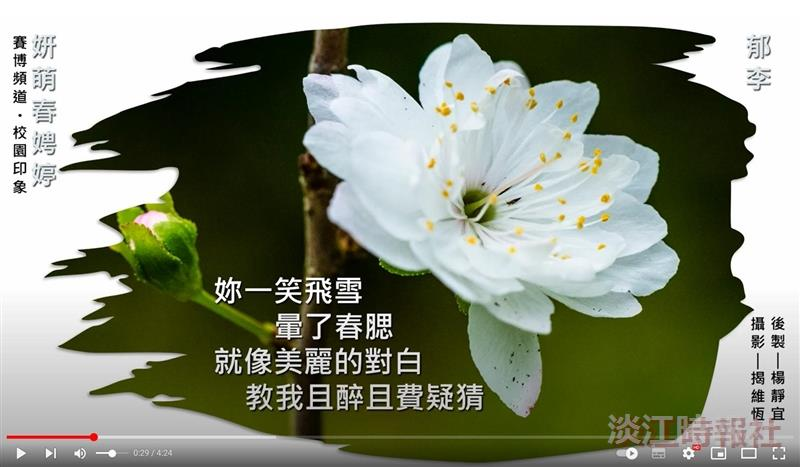 妍萌春娉婷
賽博頻道·校園印象
郁李
妳一笑飛雪
暈了春腮
就像美麗的對白
教我且醉且費疑猜
後製—楊靜宜
攝影—揭維恆
淡江時報社
0:29 / 4:24
HD